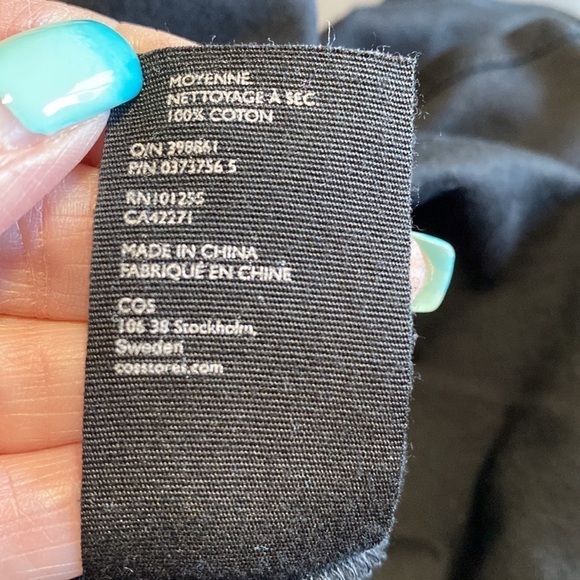 MOYENNE
NETTOYAGE A SEC
100% COTON
O/N 398861
P/N 0373756.5
RN101255
CA42271
MADE IN CHINA
FABRIQUÉ EN CHINE
COS
106 38 Stockholm,
Sweden
cosstores.com